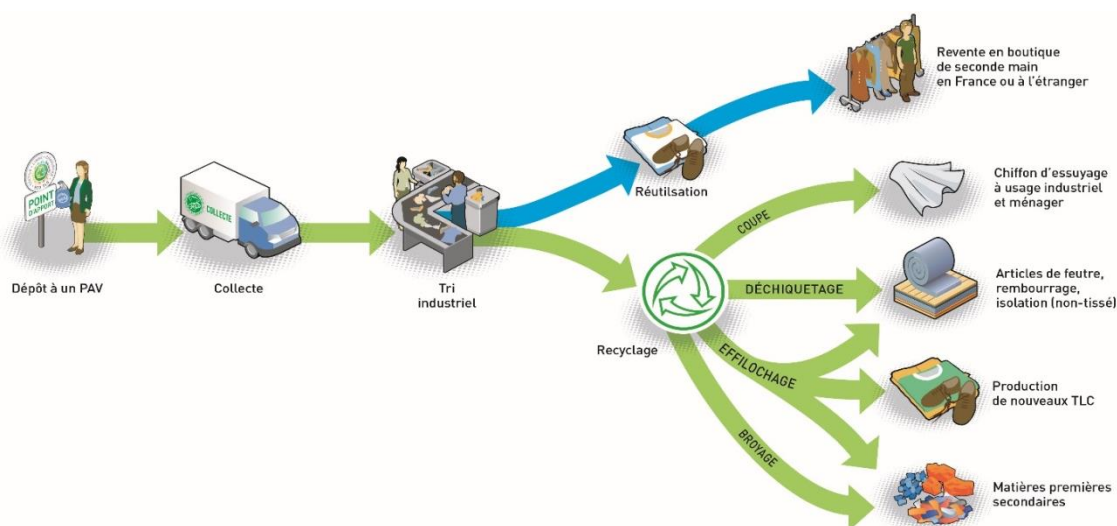 POINT
D'APPORT
Dépôt à un PAV
COLLECTE
Collecte
Tri
industriel
Réutilsation
Revente en boutique
de seconde main
en France ou à l'étranger
Recyclage
COUPE
Chiffon d'essuyage
à usage industriel
et ménager
DÉCHIQUETAGE
Articles de feutre,
rembourrage,
isolation (non-tissé)
EFFILOCHAGE
Production
de nouveaux TLC
BROYAGE
Matières premières
secondaires